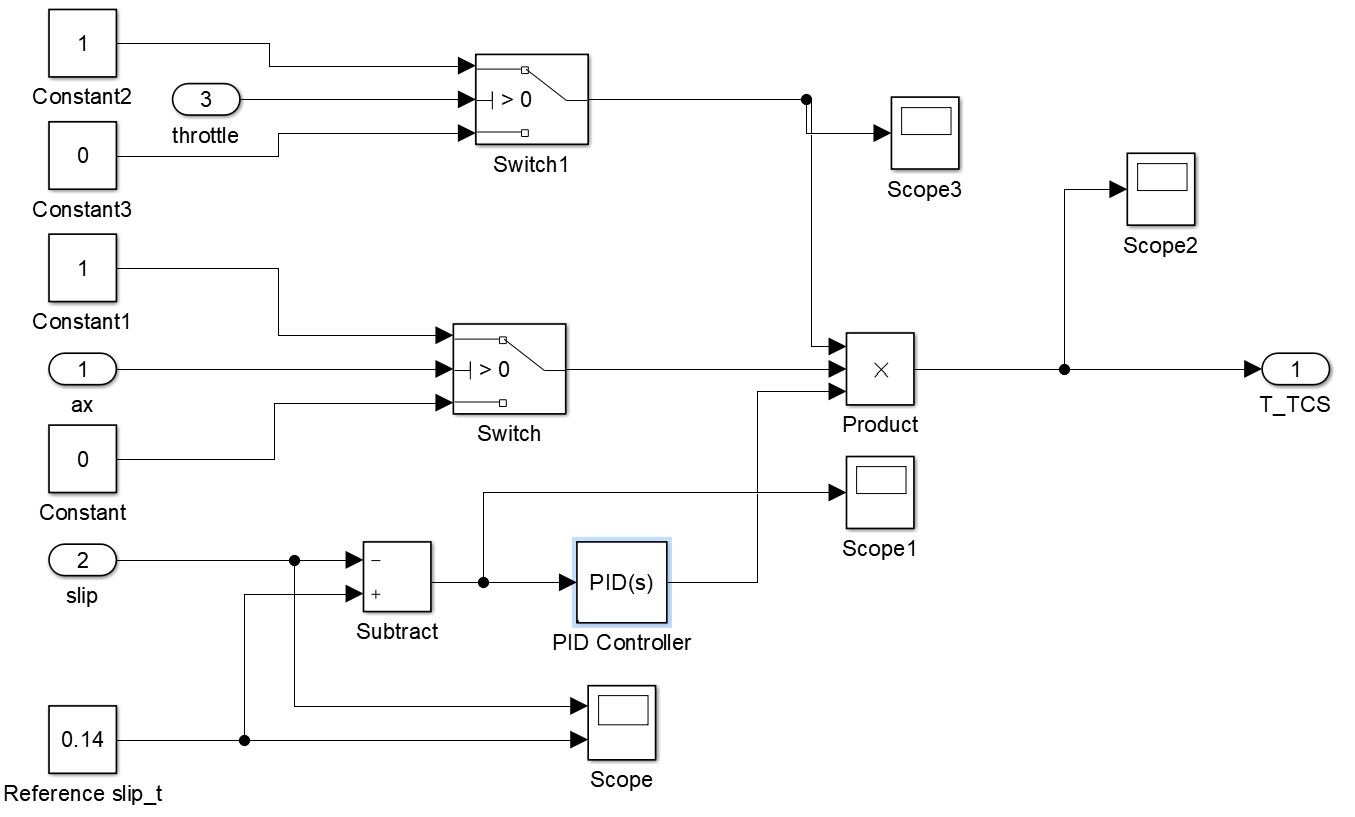 1
Constant2
3
throttle
> 0
Switch1
0
Constant3
Scope3
Scope2
1
Constant1
1
ax
> 0
Switch
×
Product
1
T_TCS
0
Constant
Scope1
2
slip
−
+
Subtract
PID(s)
PID Controller
0.14
Reference slip_t
Scope